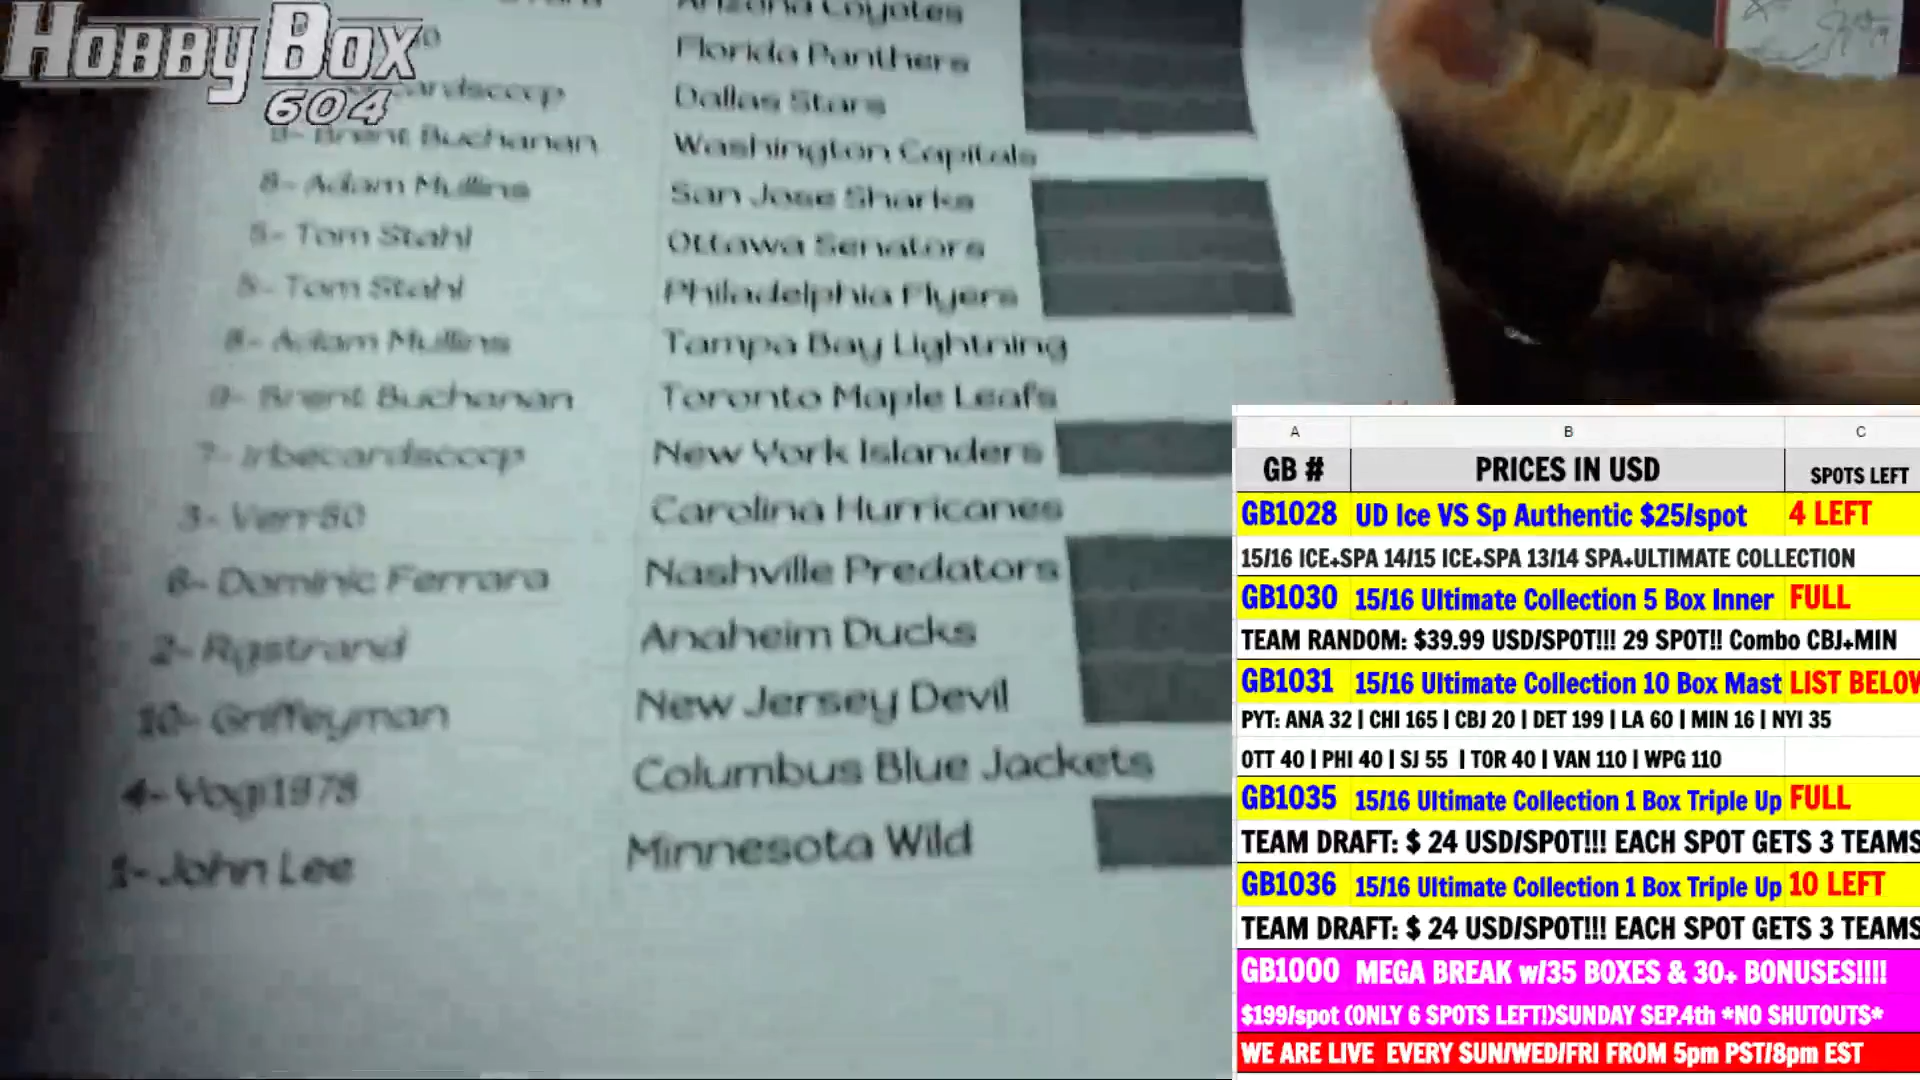 HOBBY BOX
604
Arizona Coyotes
Florida Panthers
Dallas Stars
9- Brent Buchanan Washington Capitals
8- Adam Mullins San Jose Sharks
5- Tom Stahl Ottawa Senators
5- Tom Stahl Philadelphia Flyers
8- Adam Mullins Tampa Bay Lightning
9- Brent Buchanan Toronto Maple Leafs
7- irbecardscccp New York Islanders
3- Verr80 Carolina Hurricanes
6- Dominic Ferrara Nashville Predators
2- Rgstrand Anaheim Ducks
10- Griffeyman New Jersey Devil
4- Yogi1978 Columbus Blue Jackets
1- John Lee Minnesota Wild
A B C
GB # PRICES IN USD SPOTS LEFT
GB1028 UD Ice VS Sp Authentic $25/spot 4 LEFT
15/16 ICE+SPA 14/15 ICE+SPA 13/14 SPA+ULTIMATE COLLECTION
GB1030 15/16 Ultimate Collection 5 Box Inner FULL
TEAM RANDOM: $39.99 USD/SPOT!!! 29 SPOT!! Combo CBJ+MIN
GB1031 15/16 Ultimate Collection 10 Box Mast LIST BELOW
PYT: ANA 32 | CHI 165 | CBJ 20 | DET 199 | LA 60 | MIN 16 | NYI 35
OTT 40 | PHI 40 | SJ 55 | TOR 40 | VAN 110 | WPG 110
GB1035 15/16 Ultimate Collection 1 Box Triple Up FULL
TEAM DRAFT: $ 24 USD/SPOT!!! EACH SPOT GETS 3 TEAMS
GB1036 15/16 Ultimate Collection 1 Box Triple Up 10 LEFT
TEAM DRAFT: $ 24 USD/SPOT!!! EACH SPOT GETS 3 TEAMS
GB1000 MEGA BREAK w/35 BOXES & 30+ BONUSES!!!!
$199/spot (ONLY 6 SPOTS LEFT!)SUNDAY SEP.4th *NO SHUTOUTS*
WE ARE LIVE EVERY SUN/WED/FRI FROM 5pm PST/8pm EST